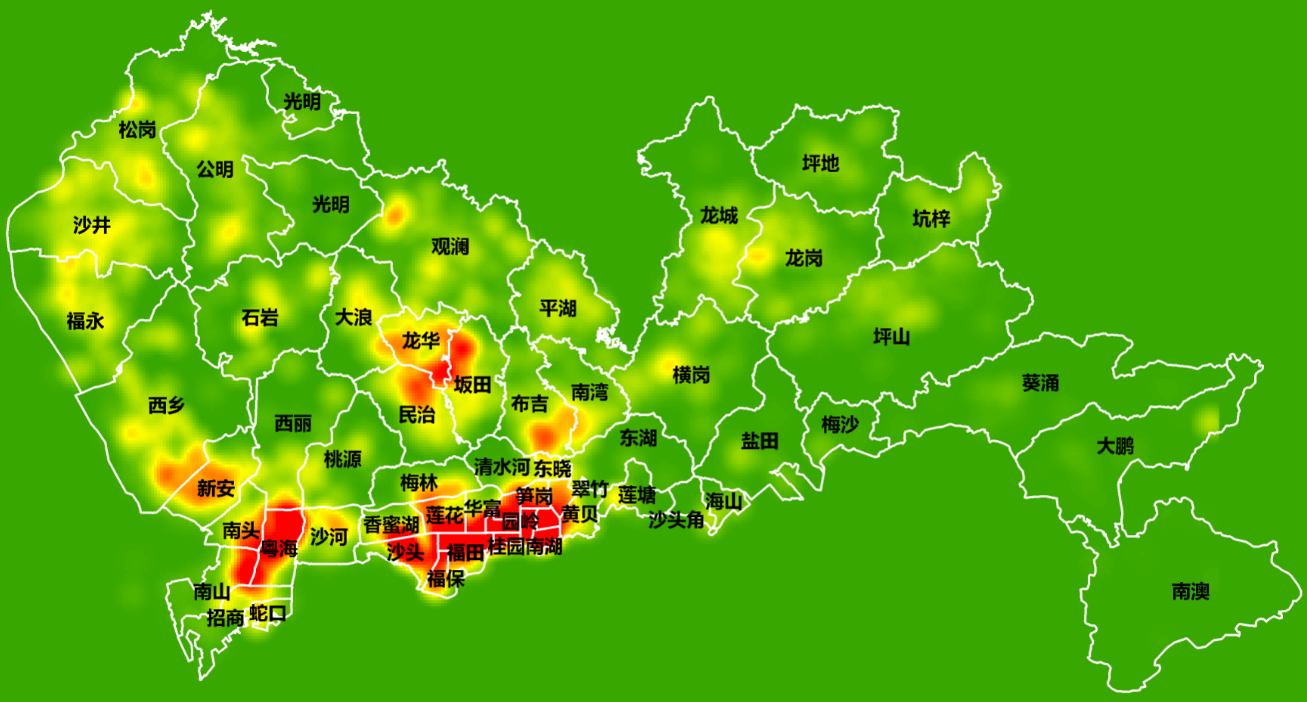 光明
松岗
坪地
公明
光明
龙城
坑梓
沙井
观澜
龙岗
平湖
石岩
大浪
福永
龙华
坪山
横岗
坂田
葵涌
南湾
布吉
西乡
民治
西丽
梅沙
东湖
盐田
大鹏
桃源
清水河
东晓
梅林
新安
翠竹
莲塘
笋岗
海山
华富
莲花
黄贝
沙头角
园岭
香蜜湖
南头
沙河
粤海
桂园
南湖
沙头
福田
福保
南山
南澳
蛇口
招商